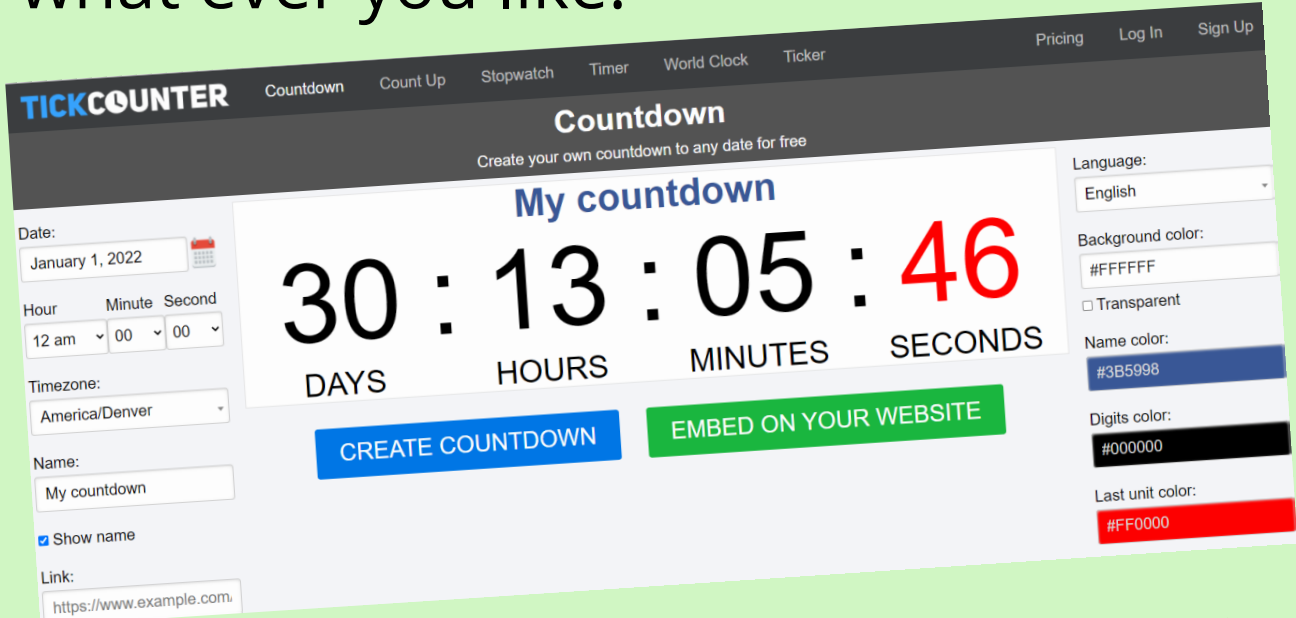 what ever you like.
TICKCOUNTER Countdown Count Up Stopwatch Timer World Clock Ticker Pricing Log In Sign Up
Countdown
Create your own countdown to any date for free
Date:
January 1, 2022
Hour Minute Second
12 am 00 00
Timezone:
America/Denver
Name:
My countdown
Show name
Link:
https://www.example.com/
My countdown
30 : 13 : 05 : 46
DAYS HOURS MINUTES SECONDS
CREATE COUNTDOWN EMBED ON YOUR WEBSITE
Language:
English
Background color:
#FFFFFF
Transparent
Name color:
#3B5998
Digits color:
#000000
Last unit color:
#FF0000